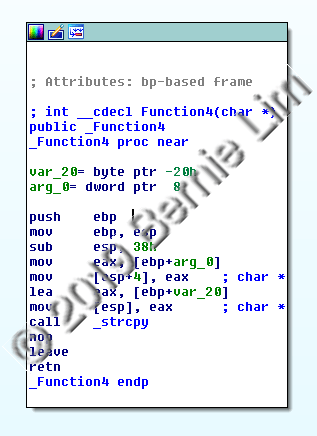 ; Attributes: bp-based frame
; int __cdecl Function4(char *)
public _Function4
_Function4 proc near
var_20= byte ptr -20h
arg_0= dword ptr 8
push ebp
mov ebp, esp
sub esp, 38h
mov eax, [ebp+arg_0]
mov [esp+4], eax ; char *
lea eax, [ebp+var_20]
mov [esp], eax ; char *
call _strcpy
nop
leave
retn
_Function4 endp
© 2019 Bernie Lim